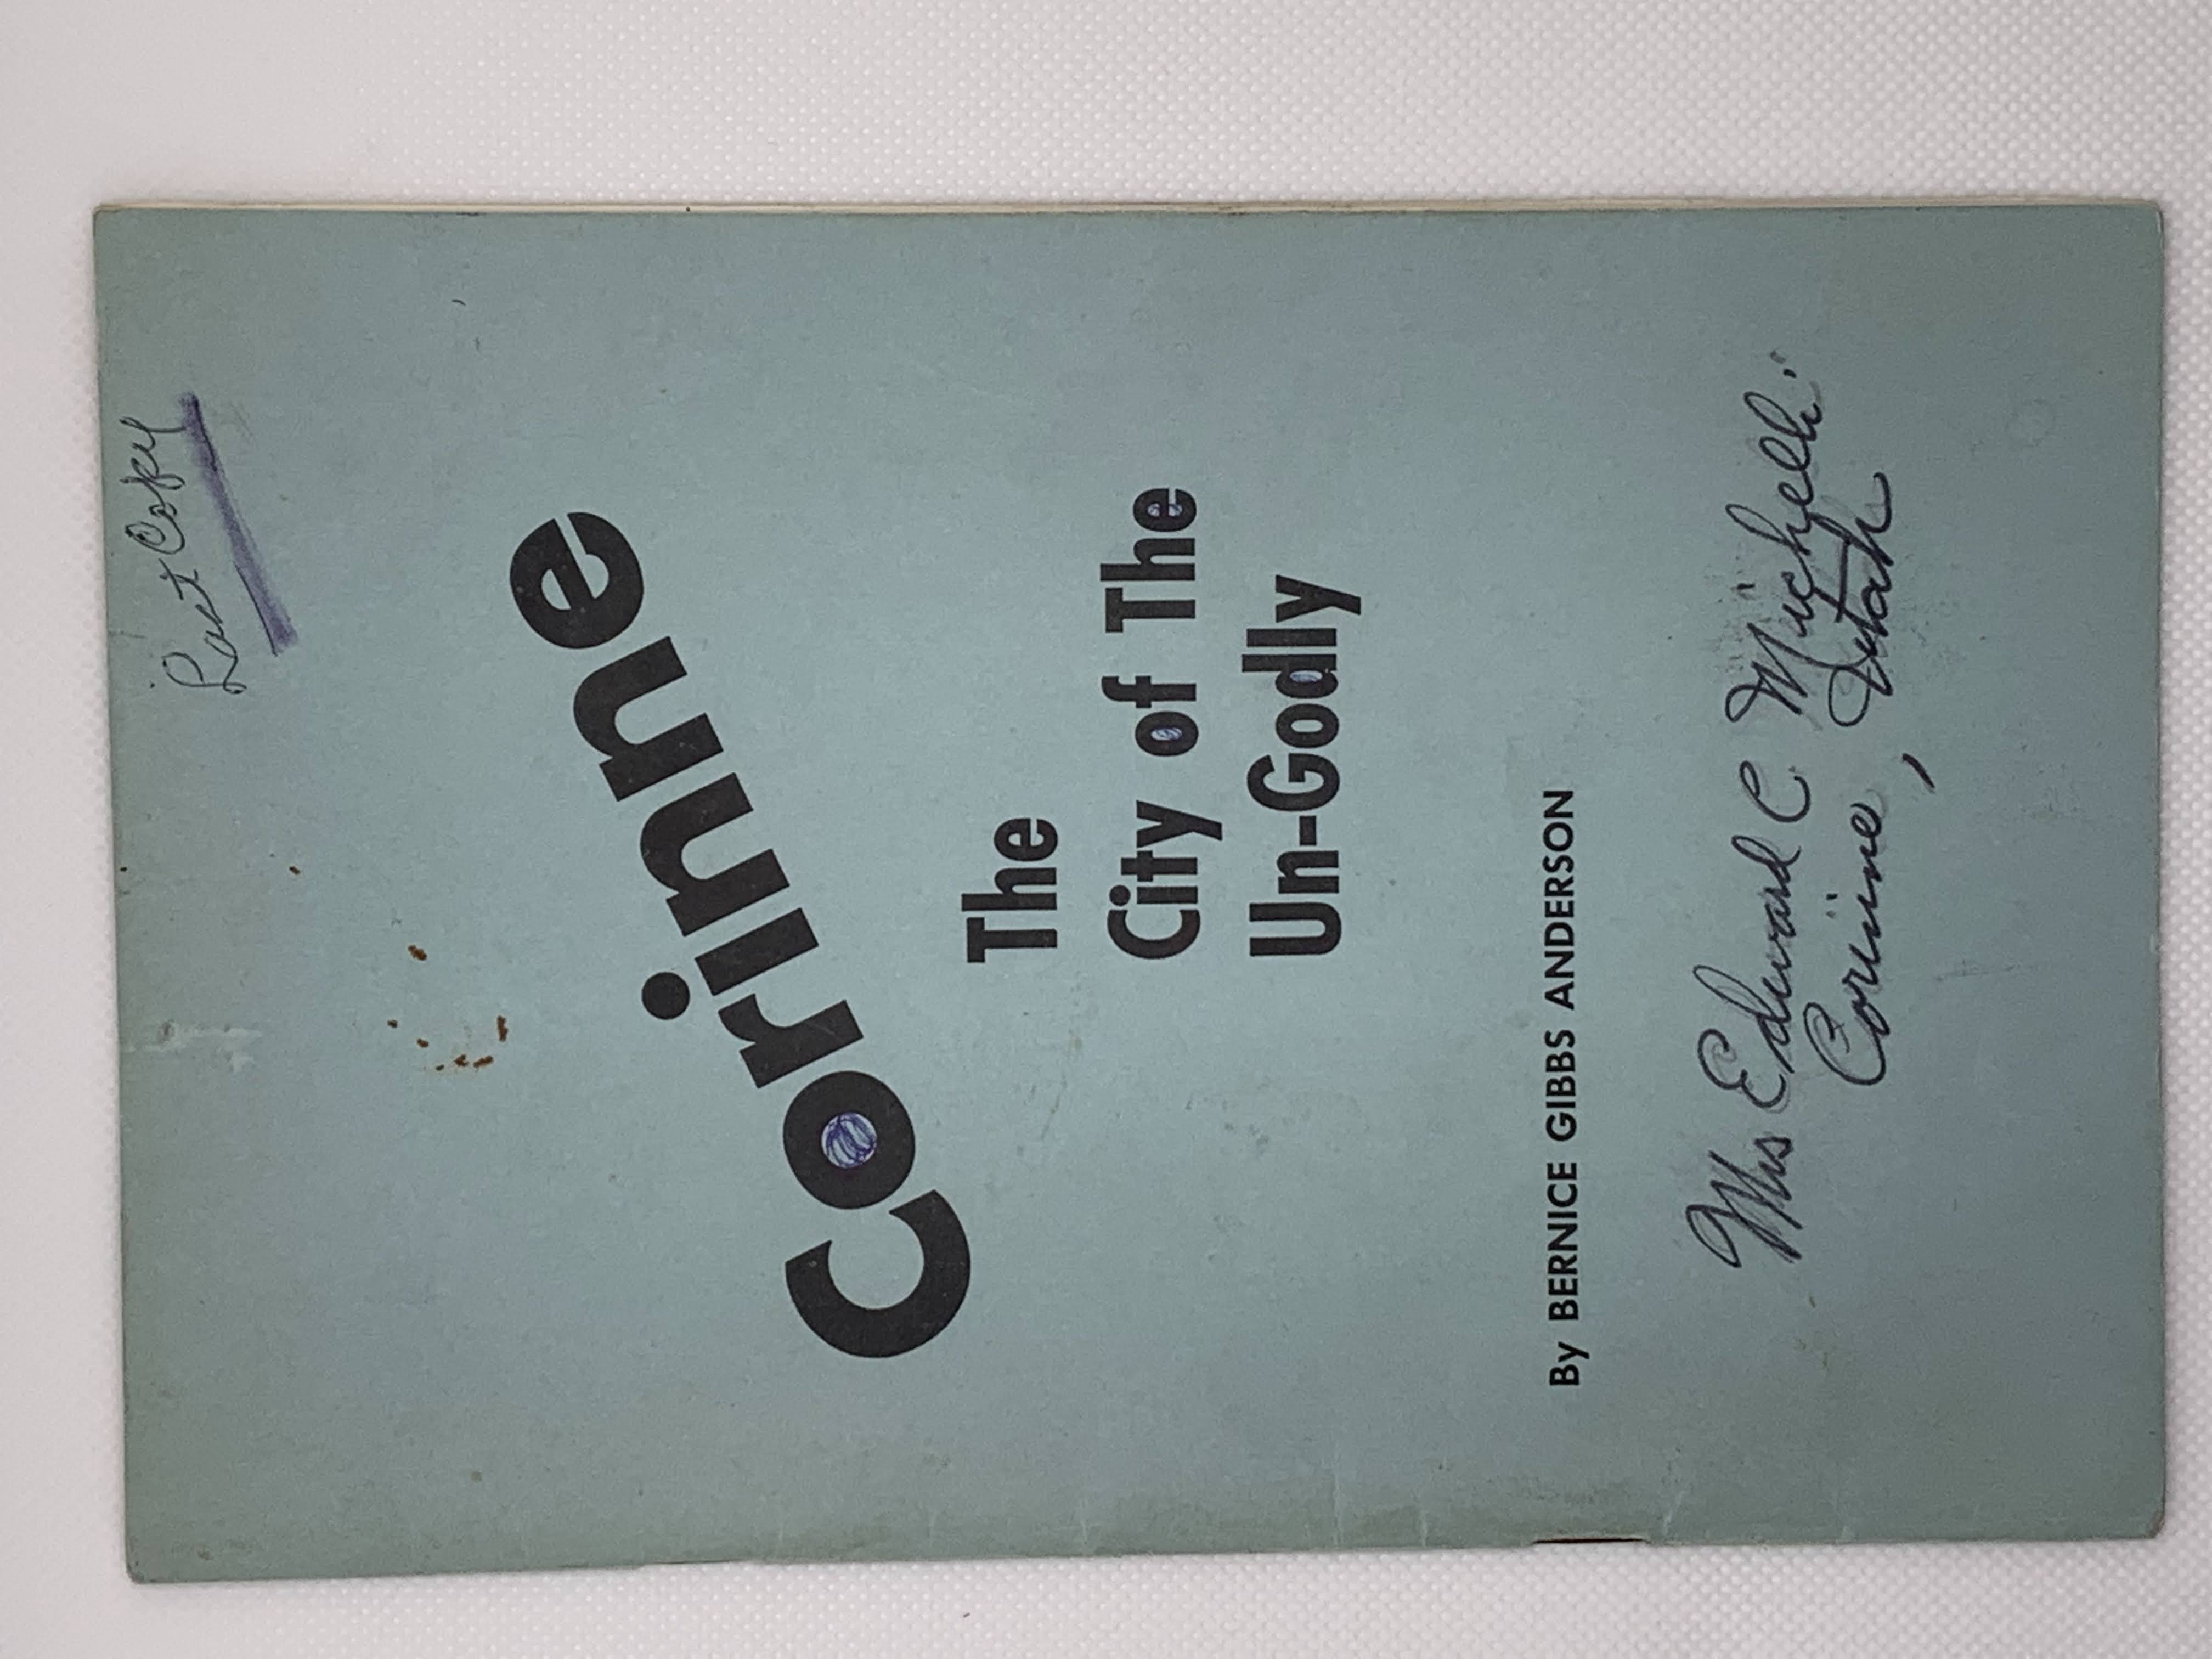 Last Copy
Corinne
The
City of The
Un-Godly
By BERNICE GIBBS ANDERSON
Mrs Edward C Michelli
Corinne, Utah